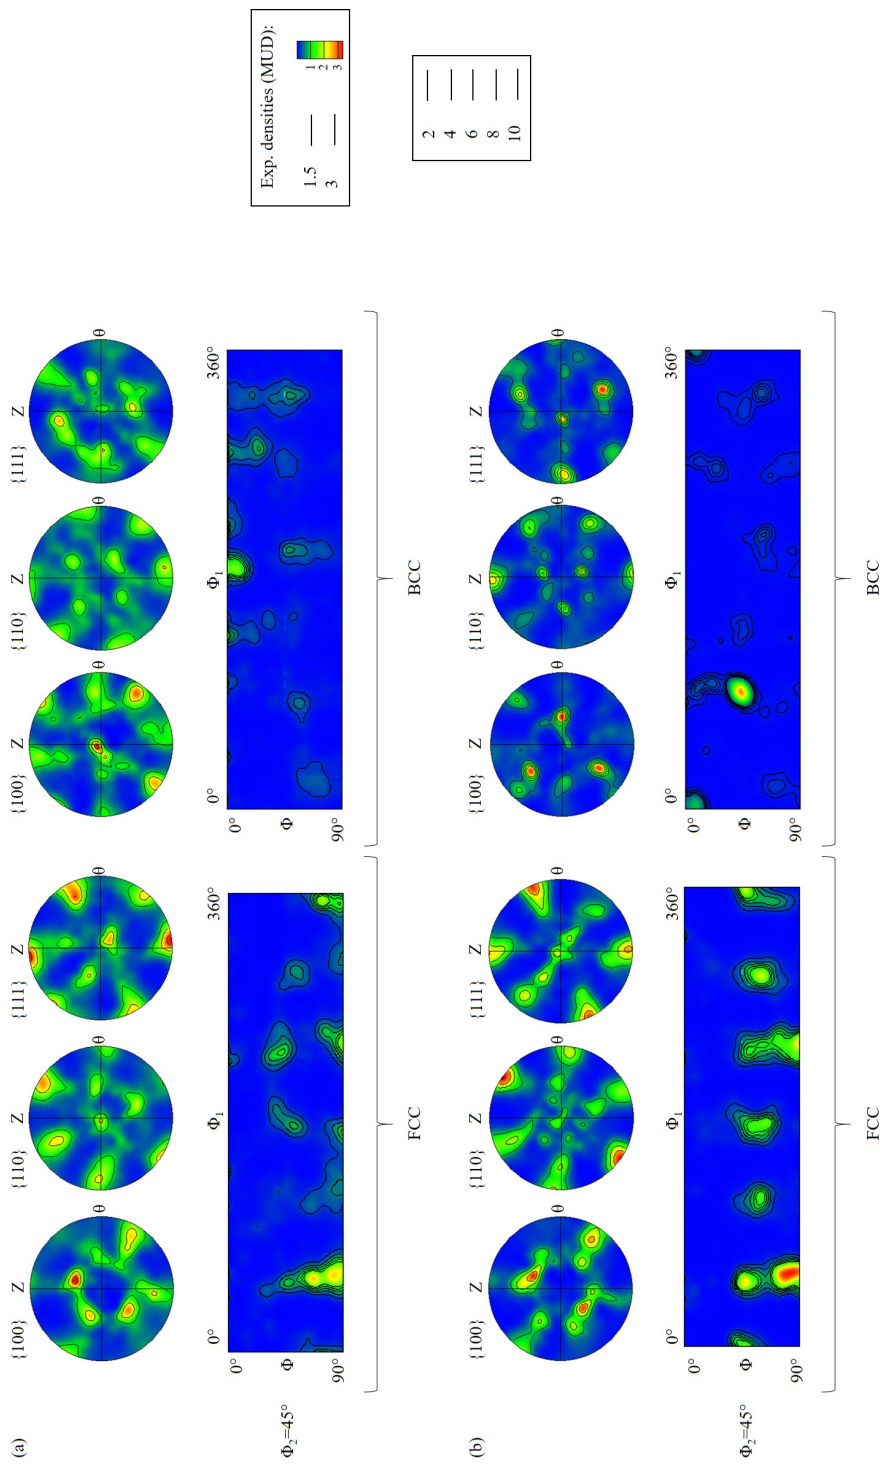 (a)
{100} Z θ {110} Z θ {111} Z θ {100} Z θ {110} Z θ {111} Z θ
Φ₂=45°
0° Φ₁ 360° 0° Φ₁ 360°
0° Φ 90° 0° Φ 90°
FCC BCC
Exp. densities (MUD):
1.5
3
1 2 3
(b)
{100} Z θ {110} Z θ {111} Z θ {100} Z θ {110} Z θ {111} Z θ
Φ₂=45°
0° Φ₁ 360° 0° Φ₁ 360°
0° Φ 90° 0° Φ 90°
FCC BCC
2
4
6
8
10